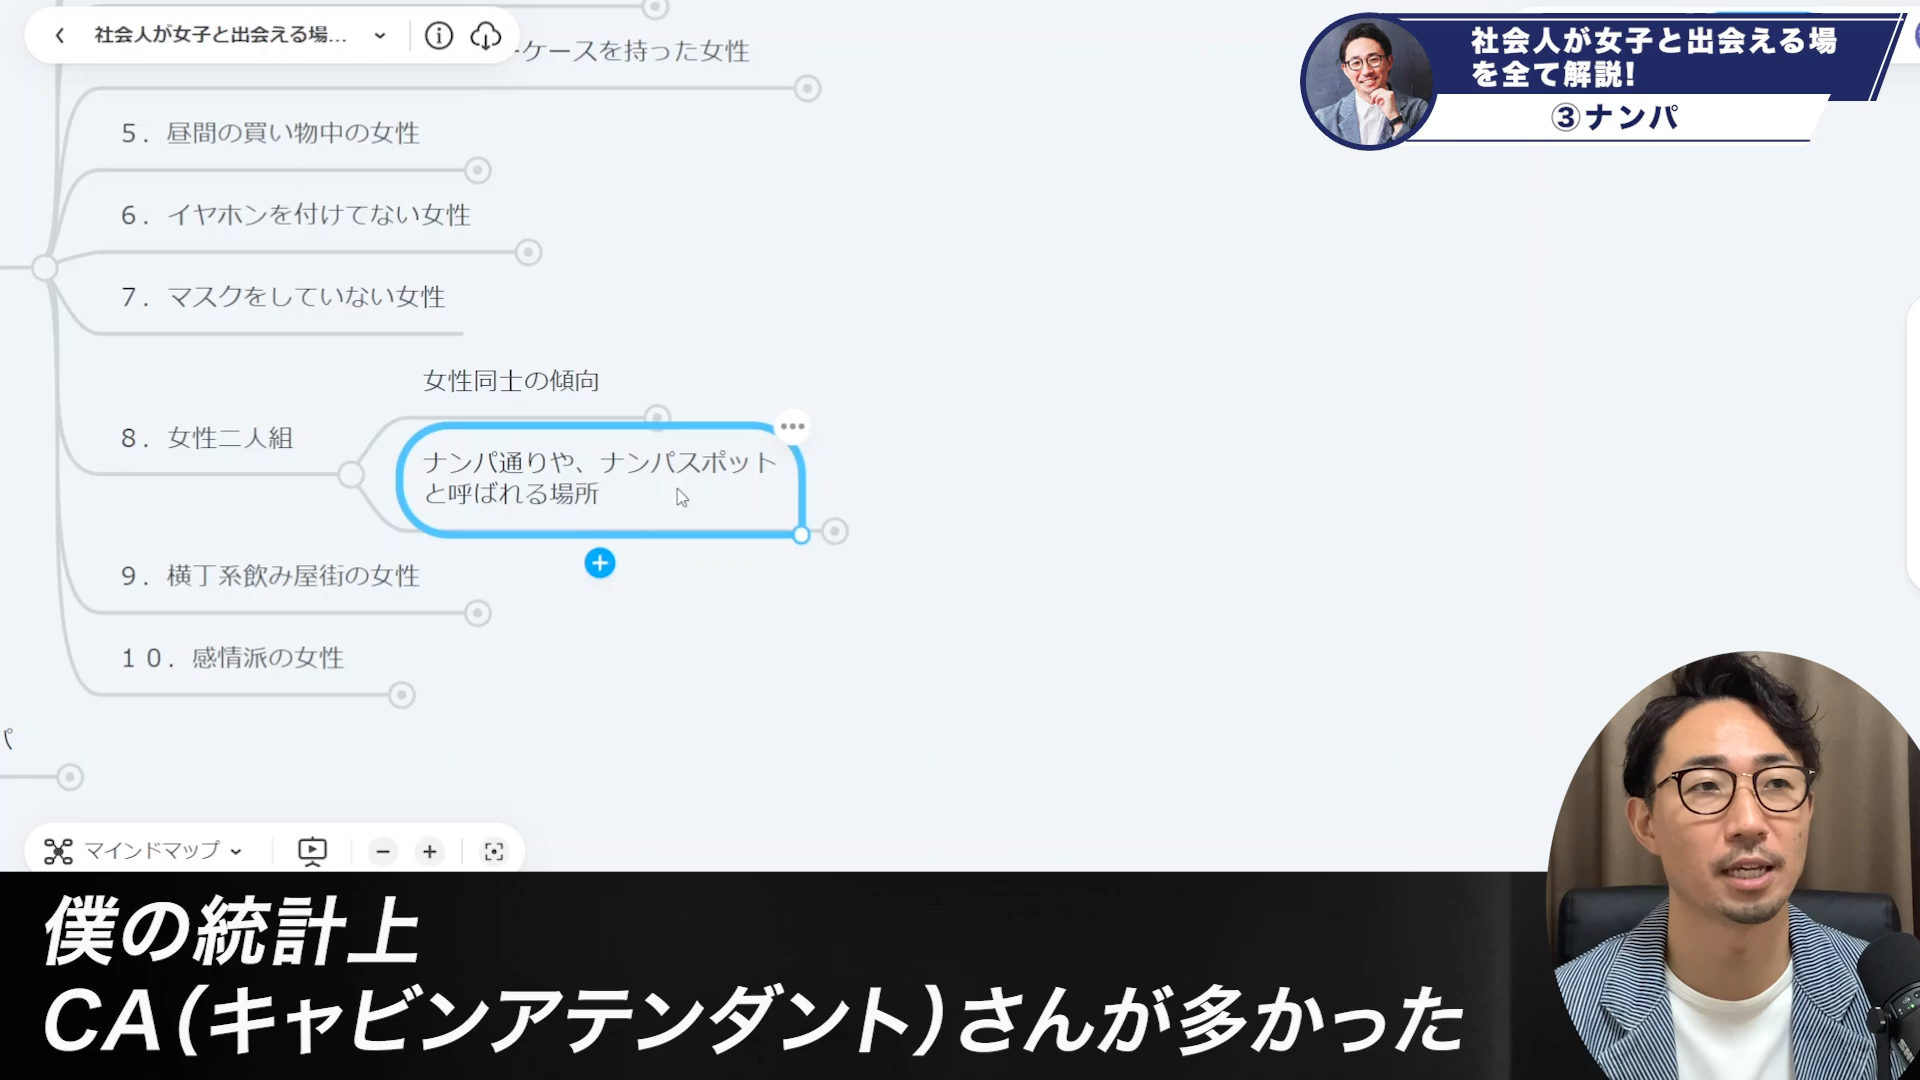 社会人が女子と出会える場...
ーケースを持った女性
社会人が女子と出会える場
を全て解説!
③ナンパ
5. 昼間の買い物中の女性
6. イヤホンを付けてない女性
7. マスクをしていない女性
女性同士の傾向
8. 女性二人組
ナンパ通りや、ナンパスポット
と呼ばれる場所
9. 横丁系飲み屋街の女性
10. 感情派の女性
パ
マインドマップ
僕の統計上
CA(キャビンアテンダント)さんが多かった